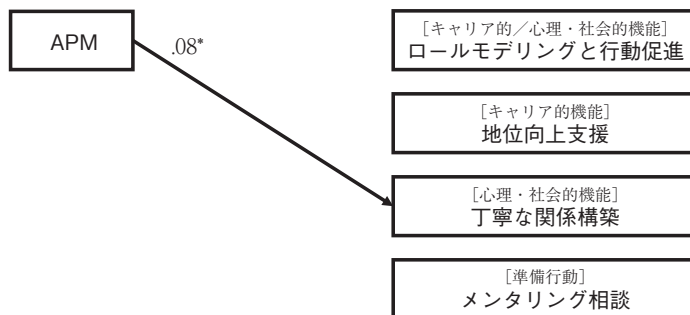 APM
.08*
[キャリア的／心理・社会的機能]
ロールモデリングと行動促進
[キャリア的機能]
地位向上支援
[心理・社会的機能]
丁寧な関係構築
[準備行動]
メンタリング相談